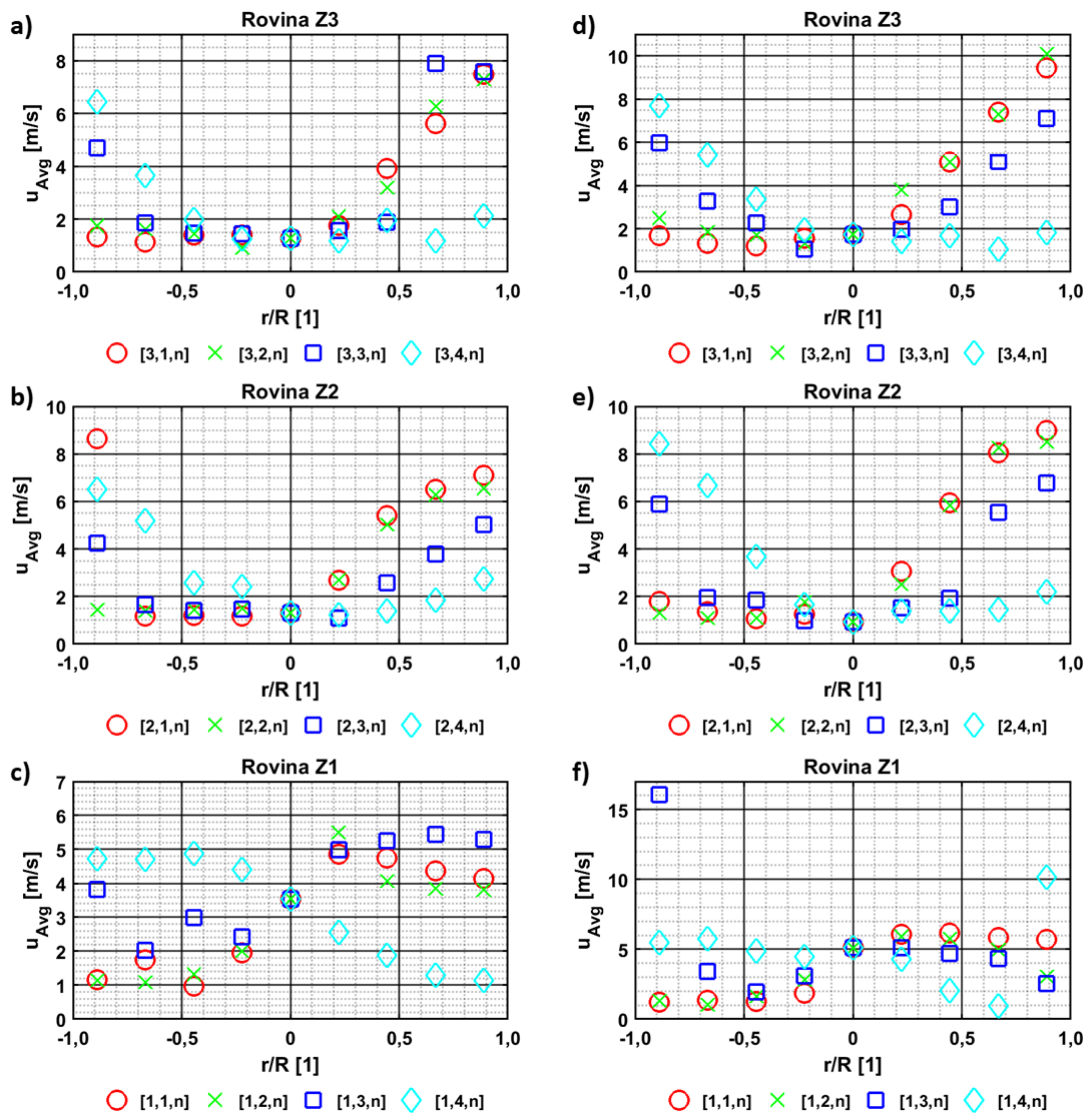 a)
Rovina Z3
u_Avg [m/s]
8
6
4
2
0
-1,0 -0,5 0 0,5 1,0
r/R [1]
[3,1,n] [3,2,n] [3,3,n] [3,4,n]
d)
Rovina Z3
u_Avg [m/s]
10
8
6
4
2
0
-1,0 -0,5 0 0,5 1,0
r/R [1]
[3,1,n] [3,2,n] [3,3,n] [3,4,n]
b)
Rovina Z2
u_Avg [m/s]
10
8
6
4
2
0
-1,0 -0,5 0 0,5 1,0
r/R [1]
[2,1,n] [2,2,n] [2,3,n] [2,4,n]
e)
Rovina Z2
u_Avg [m/s]
10
8
6
4
2
0
-1,0 -0,5 0 0,5 1,0
r/R [1]
[2,1,n] [2,2,n] [2,3,n] [2,4,n]
c)
Rovina Z1
u_Avg [m/s]
7
6
5
4
3
2
1
0
-1,0 -0,5 0 0,5 1,0
r/R [1]
[1,1,n] [1,2,n] [1,3,n] [1,4,n]
f)
Rovina Z1
u_Avg [m/s]
15
10
5
0
-1,0 -0,5 0 0,5 1,0
r/R [1]
[1,1,n] [1,2,n] [1,3,n] [1,4,n]